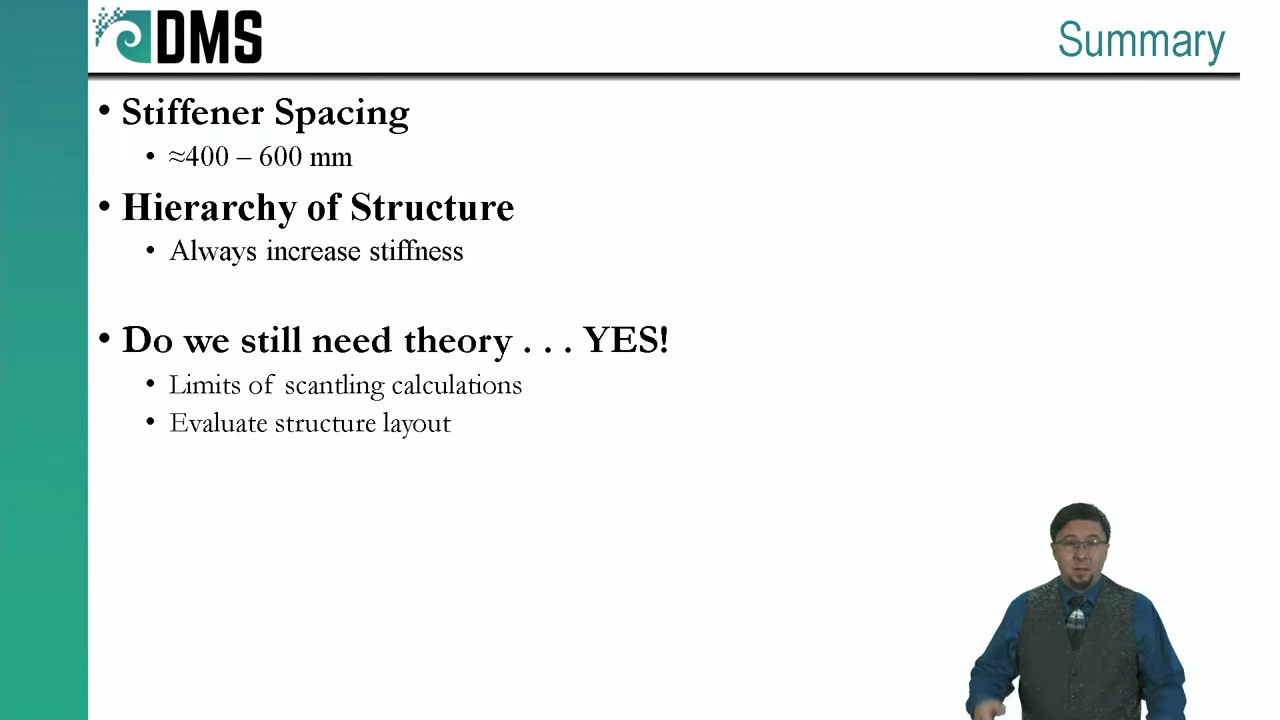 DMS
Summary
• Stiffener Spacing
• ≈400 – 600 mm
• Hierarchy of Structure
• Always increase stiffness
• Do we still need theory . . . YES!
• Limits of scantling calculations
• Evaluate structure layout